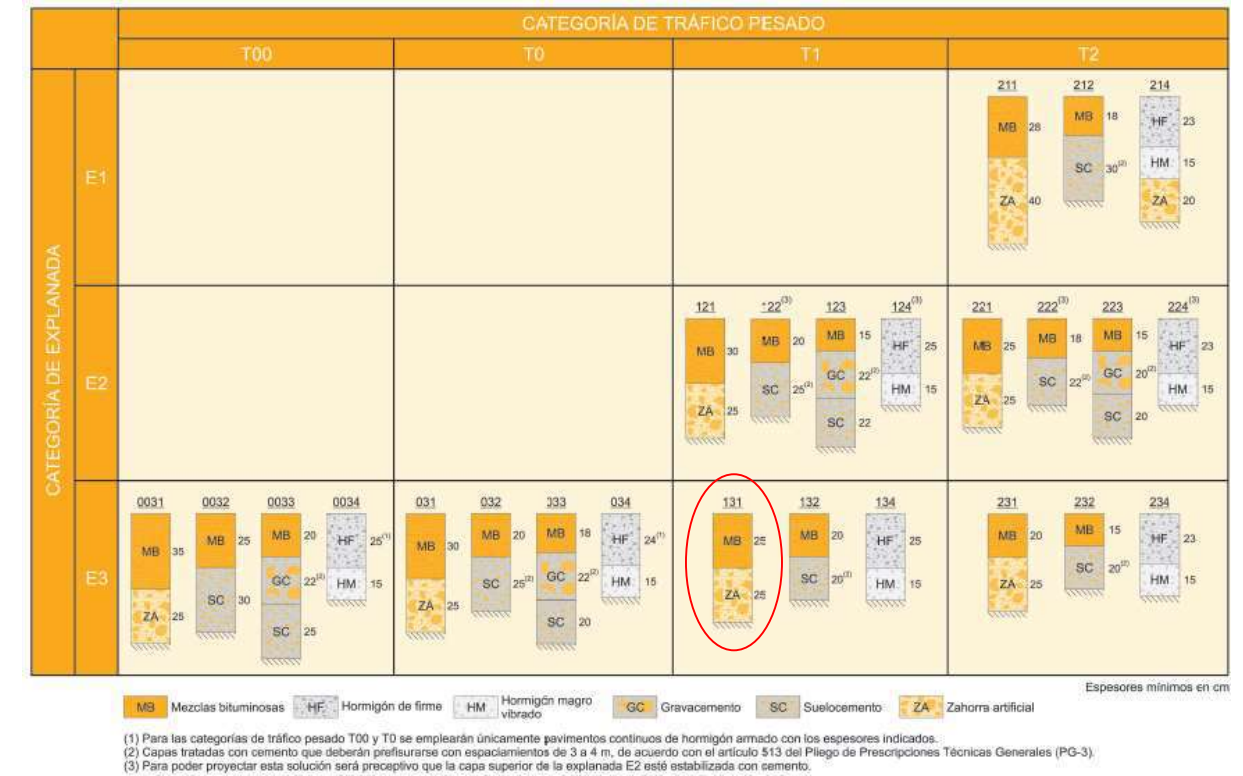 CATEGORÍA DE TRÁFICO PESADO
T00 T0 T1 T2
CATEGORÍA DE EXPLANADA
E1
211 212 214
MB 28 MB 18 HF 23
SC 30(2) HM 15
ZA 40 ZA 20
E2
121 122(3) 123 124(3) 221 222(3) 223 224(3)
MB 30 MB 20 MB 15 HF 25 MB 25 MB 18 MB 15 HF 23
ZA 25 SC 25(2) GC 22(2) HM 15 ZA 25 SC 22(2) GC 20(2) HM 15
SC 22 SC 20
E3
0031 0032 0033 0034 031 032 033 034 131 132 134 231 232 234
MB 35 MB 25 MB 20 HF 25(1) MB 30 MB 20 MB 18 HF 24(1) MB 25 MB 20 HF 25 MB 20 MB 15 HF 23
ZA 25 SC 30 GC 22(2) HM 15 ZA 25 SC 25(2) GC 22(2) HM 15 ZA 25 SC 20(2) HM 15 ZA 25 SC 20(2) HM 15
SC 25 SC 20
Espesores mínimos en cm
MB Mezclas bituminosas HF Hormigón de firme HM Hormigón magro vibrado GC Gravacemento SC Suelocemento ZA Zahorra artificial
(1) Para las categorías de tráfico pesado T00 y T0 se emplearán únicamente pavimentos continuos de hormigón armado con los espesores indicados.
(2) Capas tratadas con cemento que deberán prefisurarse con espaciamientos de 3 a 4 m, de acuerdo con el artículo 513 del Pliego de Prescripciones Técnicas Generales (PG-3).
(3) Para poder proyectar esta solución será preceptivo que la capa superior de la explanada E2 esté estabilizada con cemento.